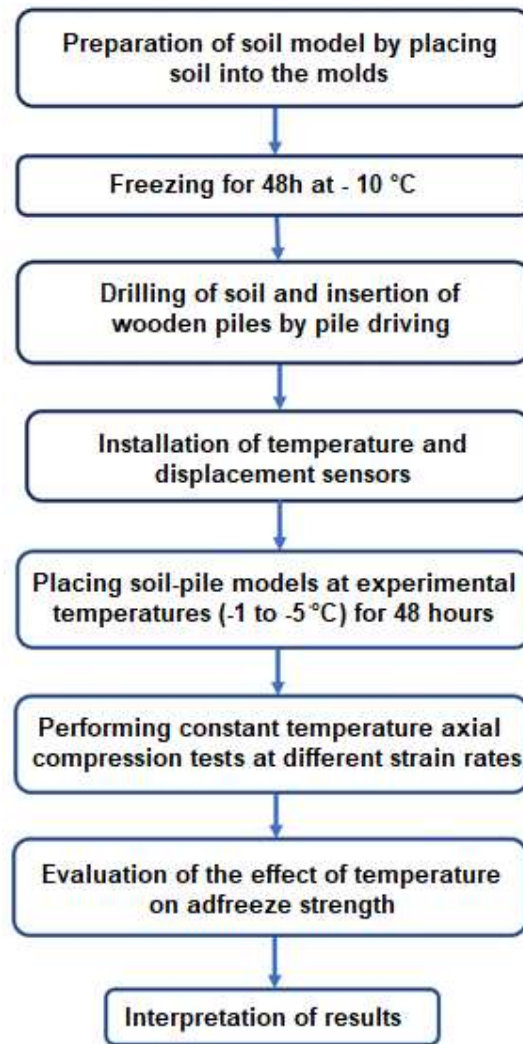 Preparation of soil model by placing
soil into the molds
Freezing for 48h at - 10 °C
Drilling of soil and insertion of
wooden piles by pile driving
Installation of temperature and
displacement sensors
Placing soil-pile models at experimental
temperatures (-1 to -5 °C) for 48 hours
Performing constant temperature axial
compression tests at different strain rates
Evaluation of the effect of temperature
on adfreeze strength
Interpretation of results